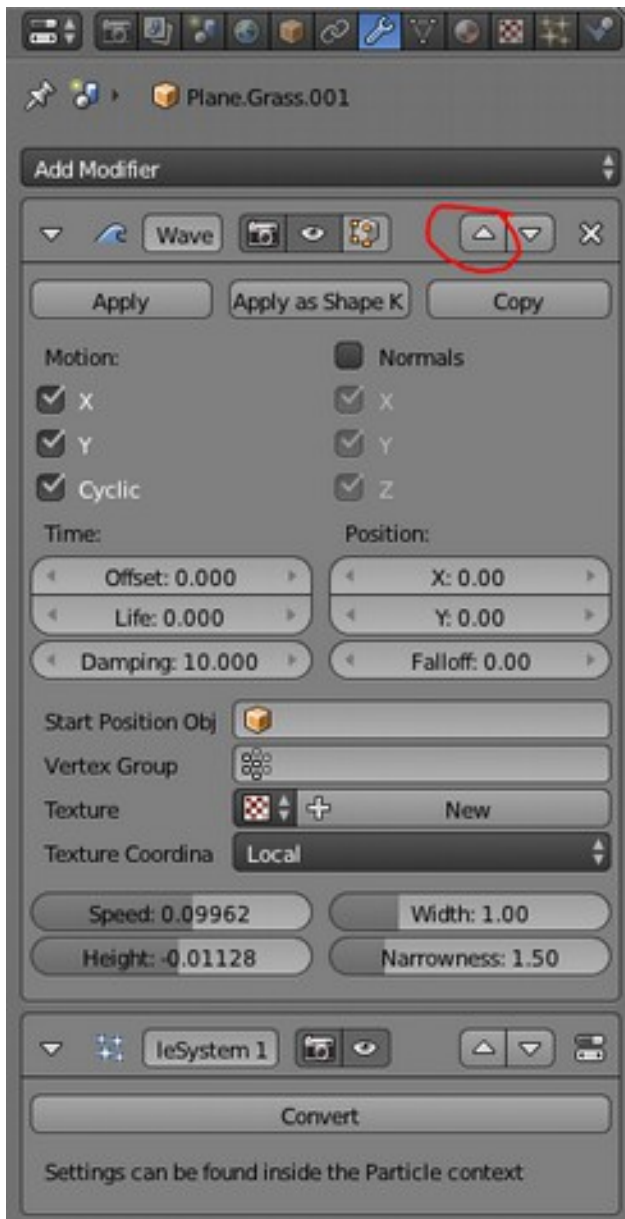 Plane.Grass.001
Add Modifier
Wave
Apply Apply as Shape K Copy
Motion: Normals
X X
Y Y
Cyclic Z
Time: Position:
Offset: 0.000 X: 0.00
Life: 0.000 Y: 0.00
Damping: 10.000 Falloff: 0.00
Start Position Obj
Vertex Group
Texture New
Texture Coordina Local
Speed: 0.09962 Width: 1.00
Height: -0.01128 Narrowness: 1.50
leSystem 1
Convert
Settings can be found inside the Particle context